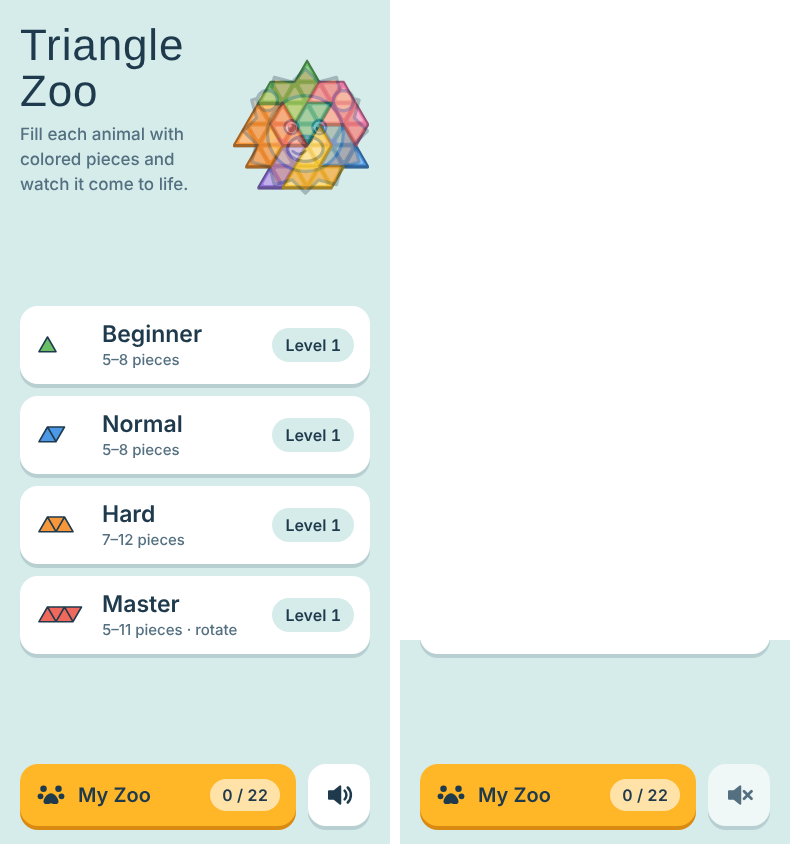 Triangle
Zoo
Fill each animal with
colored pieces and
watch it come to life.
Beginner
5–8 pieces
Level 1
Normal
5–8 pieces
Level 1
Hard
7–12 pieces
Level 1
Master
5–11 pieces · rotate
Level 1
My Zoo
0 / 22
My Zoo
0 / 22